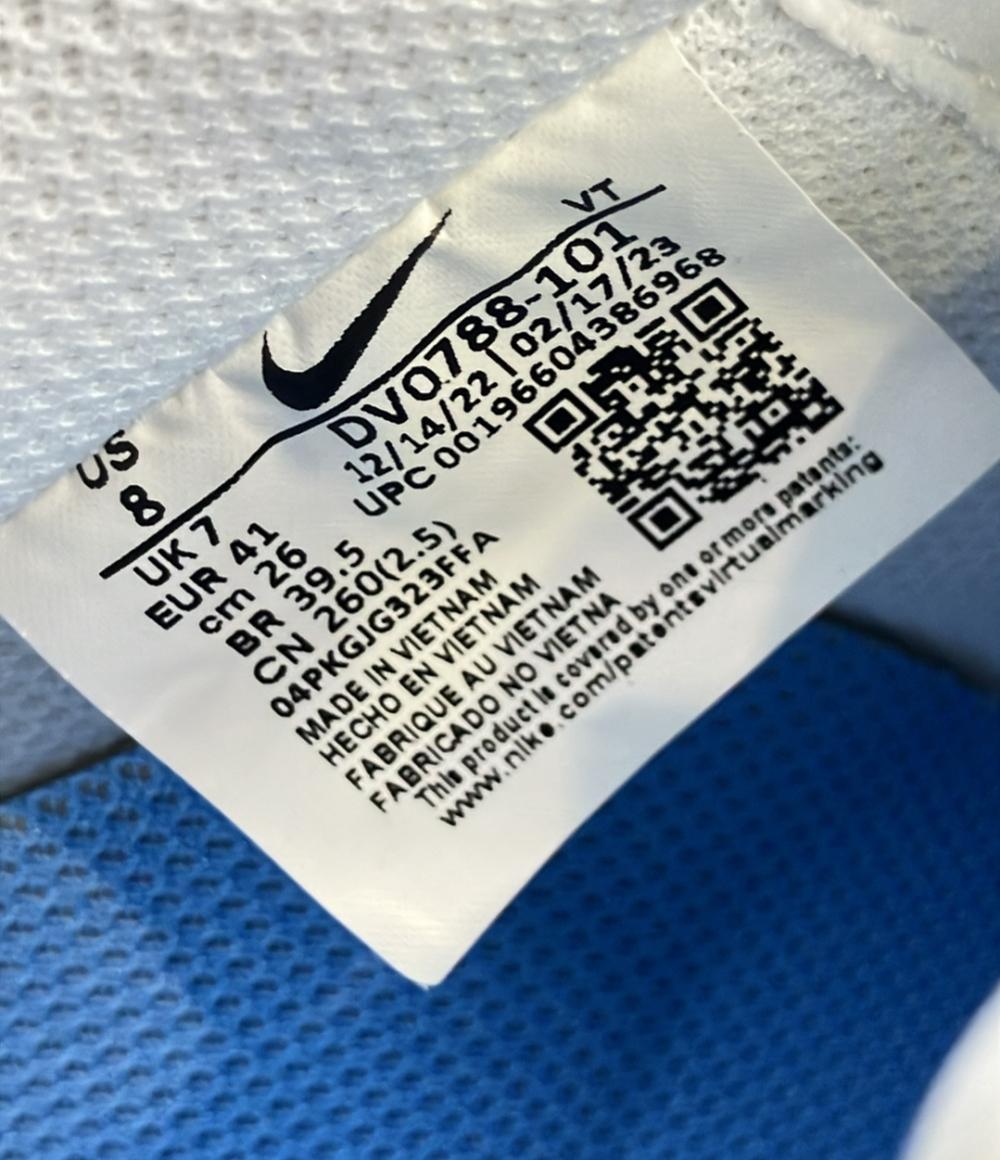 VT
US
8
DV0788-101
12/14/22 | 02/17/23
UPC 00196604386968
UK 7
EUR 41
cm 26
BR 39.5
CN 260(2.5)
04PKGJG323FFA
MADE IN VIETNAM
HECHO EN VIETNAM
FABRIQUE AU VIETNAM
FABRICADO NO VIETNA
This product is covered by one or more patents:
www.nike.com/patentsvirtualmarking